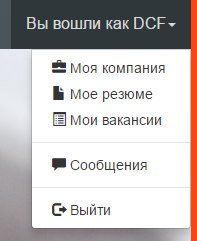 Вы вошли как DCF
Моя компания
Мое резюме
Мои вакансии
Сообщения
Выйти